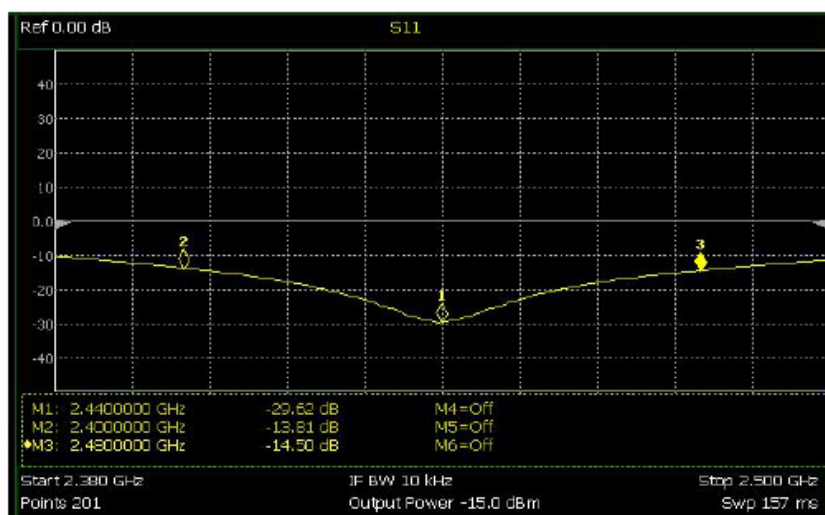 Ref 0.00 dB S11
40
30
20
10
0.0
-10
-20
-30
-40
2
1
3
M1: 2.4400000 GHz -29.62 dB M4=Off
M2: 2.4000000 GHz -13.81 dB M5=Off
M3: 2.4800000 GHz -14.50 dB M6=Off
Start 2.380 GHz IF BW 10 kHz Stop 2.500 GHz
Points 201 Output Power -15.0 dBm Swp 157 ms